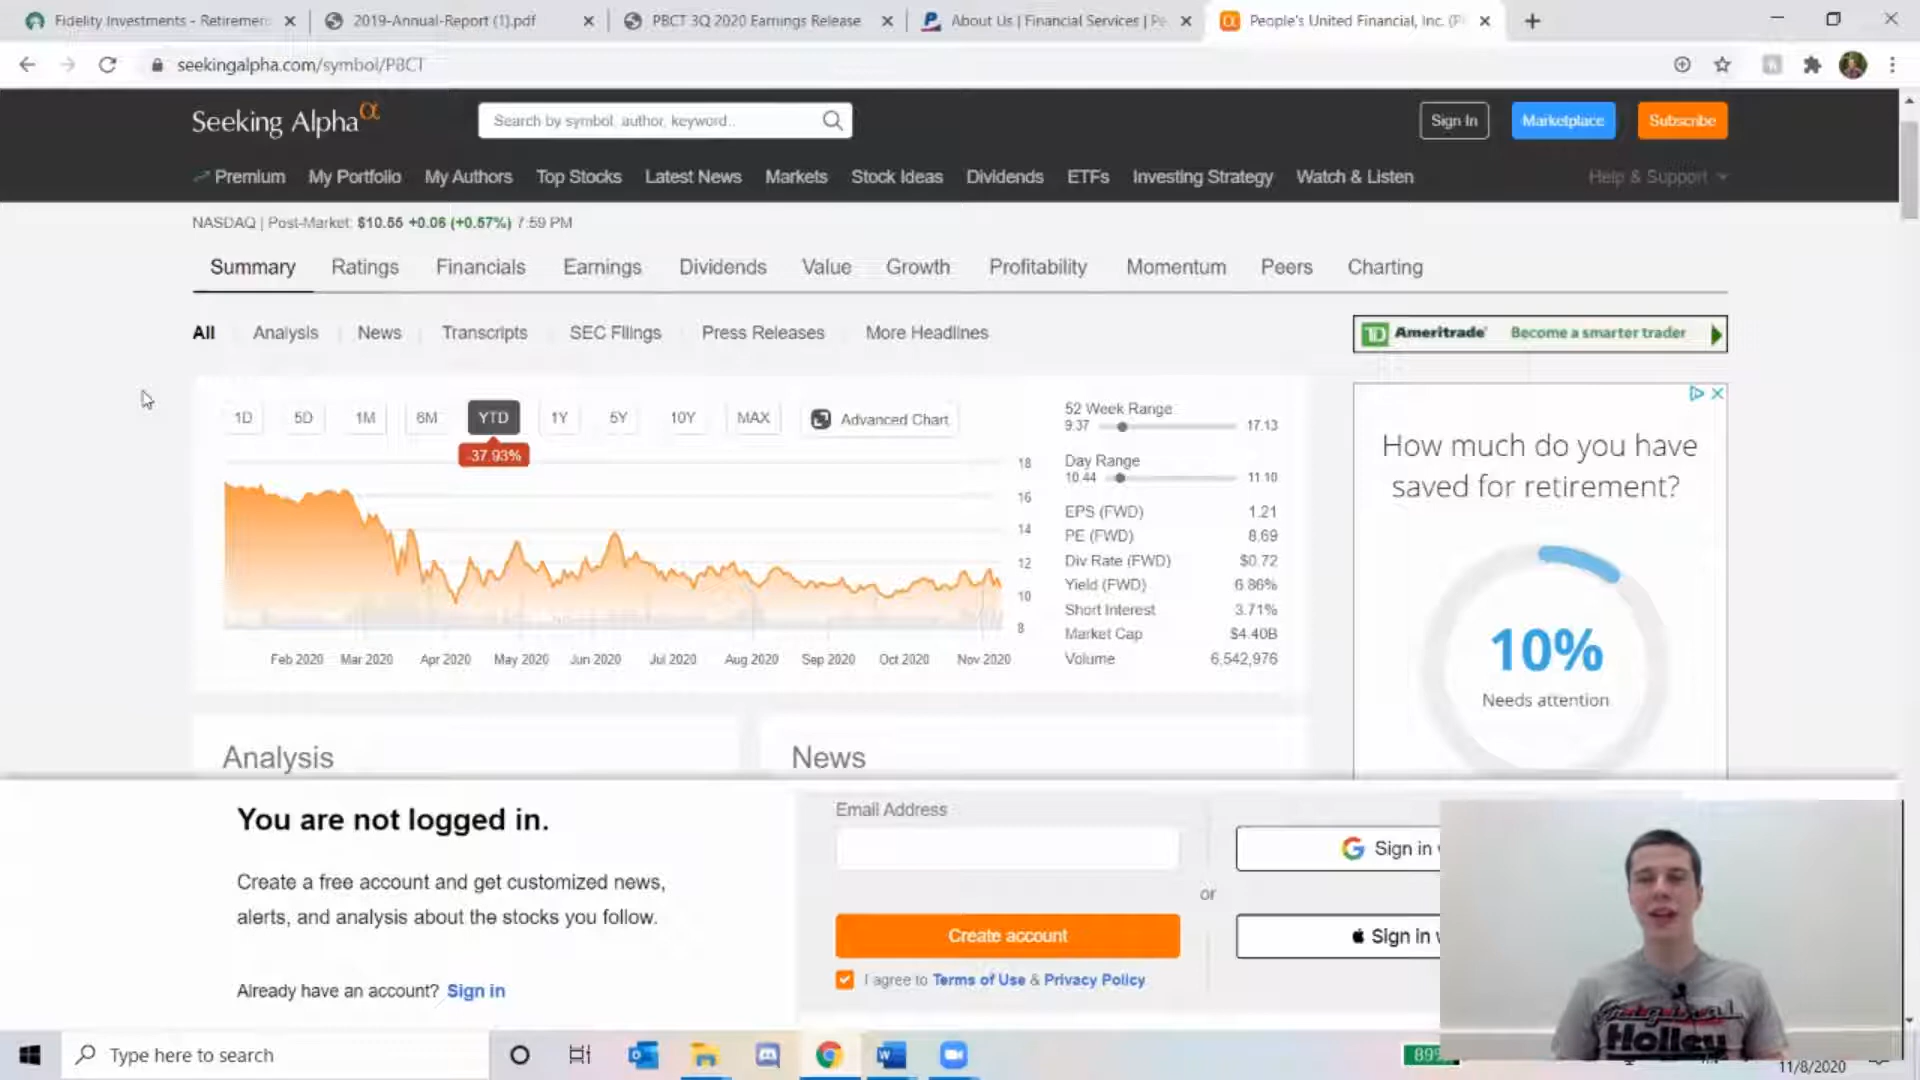 Fidelity Investments - Retiremen
2019-Annual-Report (1).pdf
PBCT 3Q 2020 Earnings Release
About Us | Financial Services | Pe
People's United Financial, Inc. (P
seekingalpha.com/symbol/PBCT
Seeking Alpha α
Search by symbol, author, keyword...
Sign In
Marketplace
Subscribe
Premium My Portfolio My Authors Top Stocks Latest News Markets Stock Ideas Dividends ETFs Investing Strategy Watch & Listen Help & Support
NASDAQ | Post-Market: $10.55 +0.06 (+0.57%) 7:59 PM
Summary Ratings Financials Earnings Dividends Value Growth Profitability Momentum Peers Charting
All Analysis News Transcripts SEC Filings Press Releases More Headlines
TD Ameritrade Become a smarter trader
1D 5D 1M 6M YTD 1Y 5Y 10Y MAX Advanced Chart
-37.93%
18
16
14
12
10
8
Feb 2020 Mar 2020 Apr 2020 May 2020 Jun 2020 Jul 2020 Aug 2020 Sep 2020 Oct 2020 Nov 2020
52 Week Range
9.37 17.13
Day Range
10.44 11.10
EPS (FWD) 1.21
PE (FWD) 8.69
Div Rate (FWD) $0.72
Yield (FWD) 6.86%
Short Interest 3.71%
Market Cap $4.40B
Volume 6,542,976
How much do you have
saved for retirement?
10%
Needs attention
Analysis
News
You are not logged in.
Create a free account and get customized news,
alerts, and analysis about the stocks you follow.
Already have an account? Sign in
Email Address
Create account
I agree to Terms of Use & Privacy Policy
or
Sign in
Sign in
Original
Holley
Type here to search
89%
11/8/2020